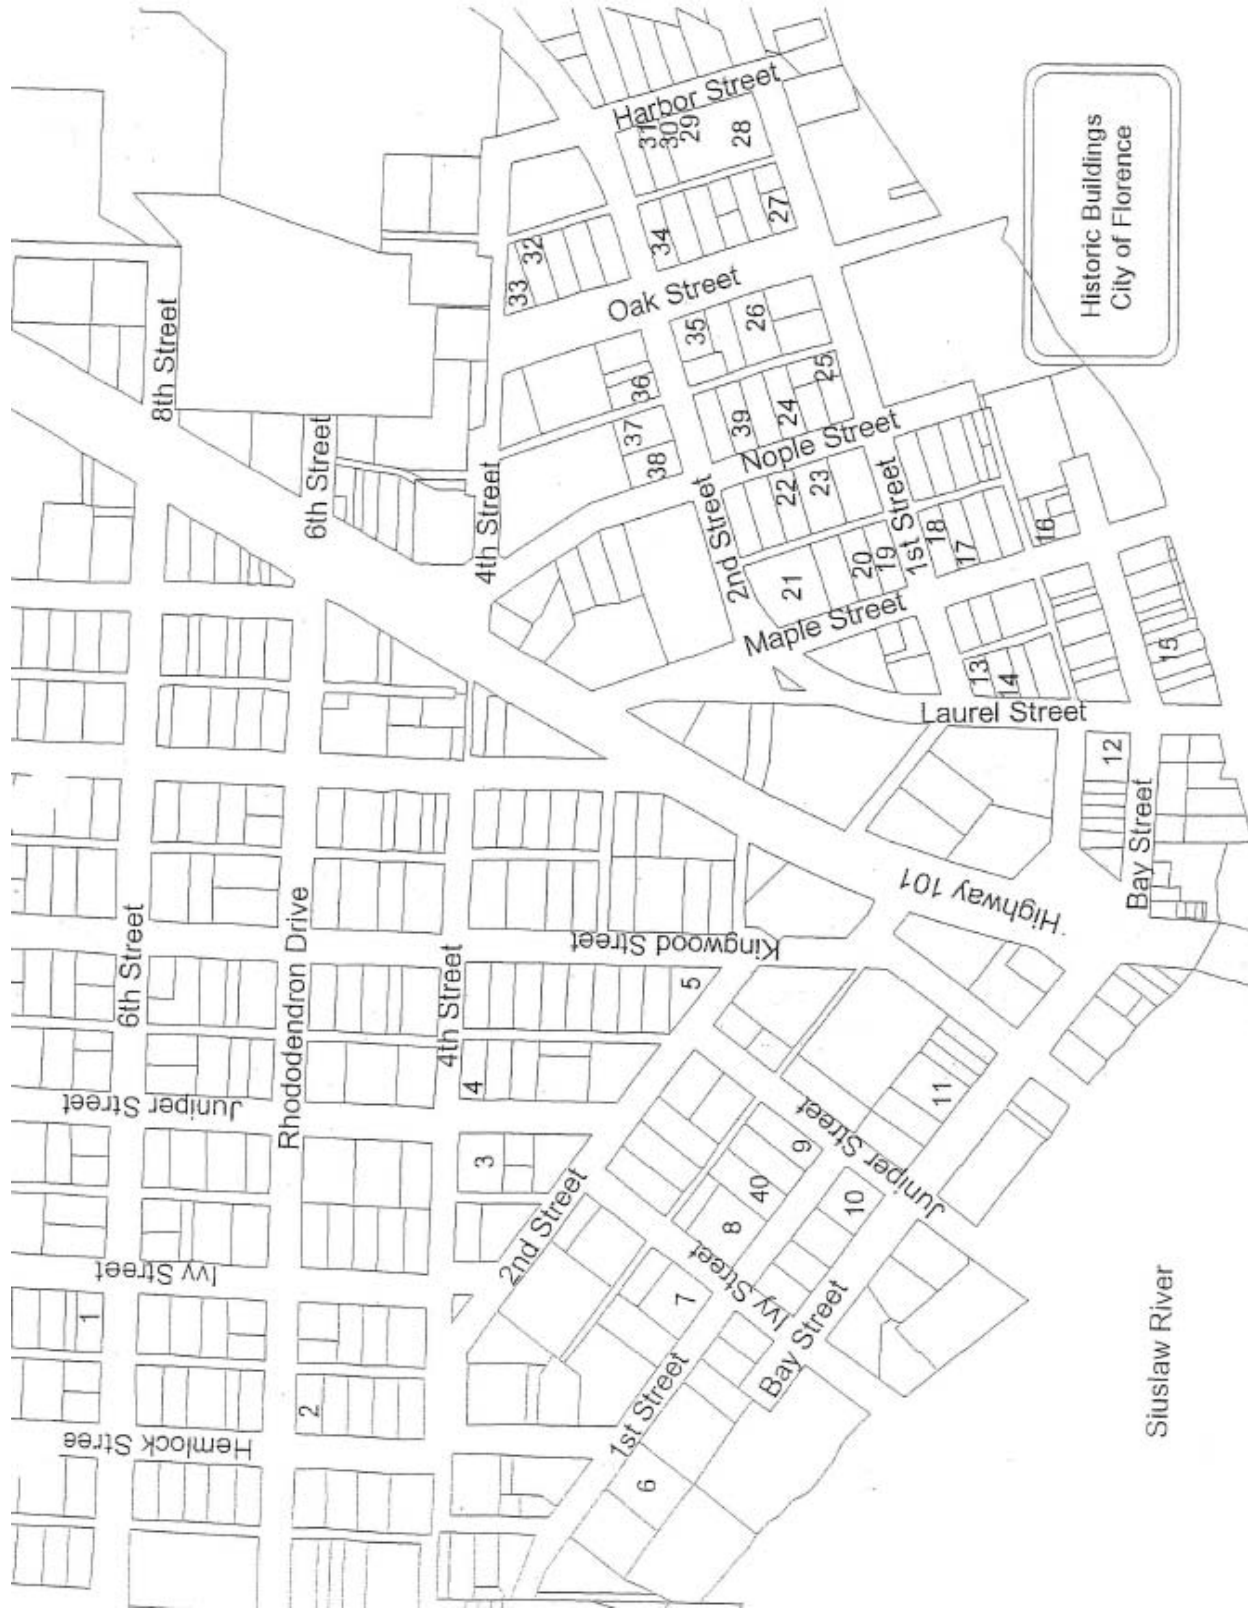 Historic Buildings
City of Florence
8th Street
6th Street
4th Street
Harbor Street
31
30
29
28
27
34
33
32
Oak Street
35
26
25
36
37
38
39
24
Nople Street
2nd Street
22
23
1st Street
21
20
19
18
17
16
Maple Street
13
14
15
Laurel Street
12
Bay Street
Highway 101
Kingwood Street
6th Street
Rhododendron Drive
4th Street
5
4
Juniper Street
3
11
Juniper Street
9
40
8
10
2nd Street
Ivy Street
1
Ivy Street
7
Bay Street
1st Street
2
Hemlock Stree
6
Siuslaw River